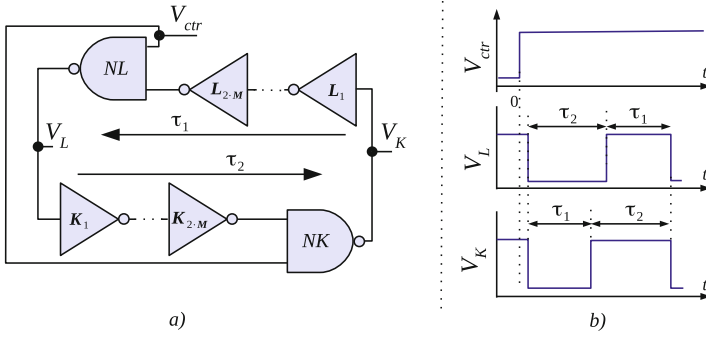 V_ctr
NL
L_2·M
L_1
τ_1
V_L
V_K
τ_2
K_1
K_2·M
NK
a)
V_ctr
t
0
τ_2
τ_1
V_L
t
τ_1
τ_2
V_K
t
b)